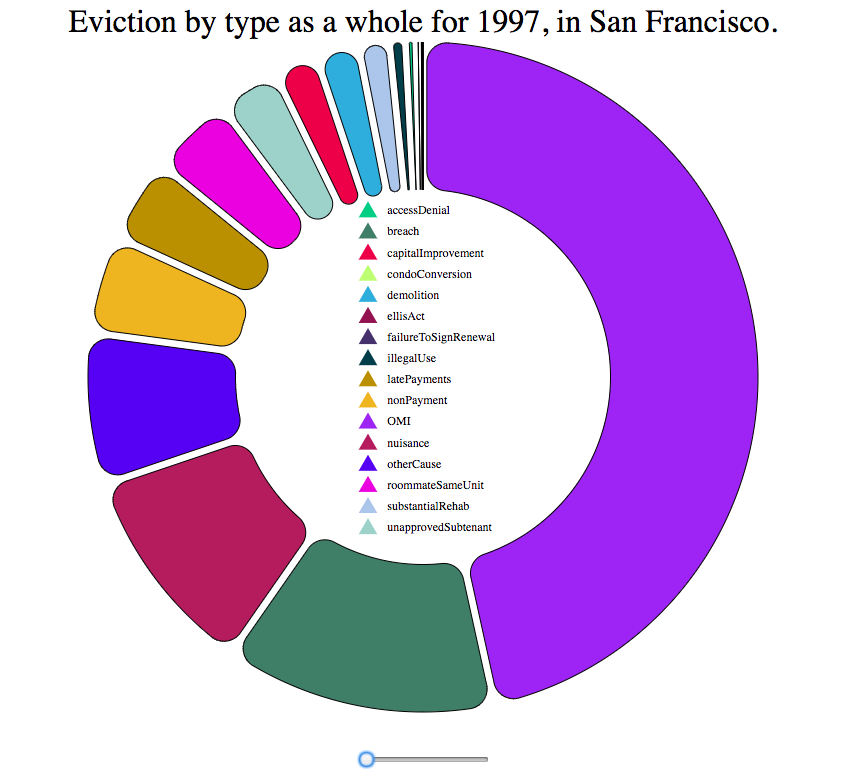 Eviction by type as a whole for 1997, in San Francisco.
accessDenial
breach
capitalImprovement
condoConversion
demolition
ellisAct
failureToSignRenewal
illegalUse
latePayments
nonPayment
OMI
nuisance
otherCause
roommateSameUnit
substantialRehab
unapprovedSubtenant